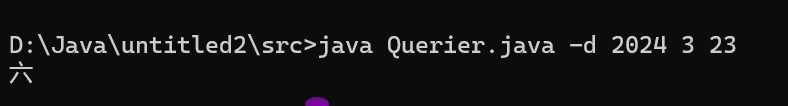 D:\Java\untitled2\src>java Querier.java -d 2024 3 23
六